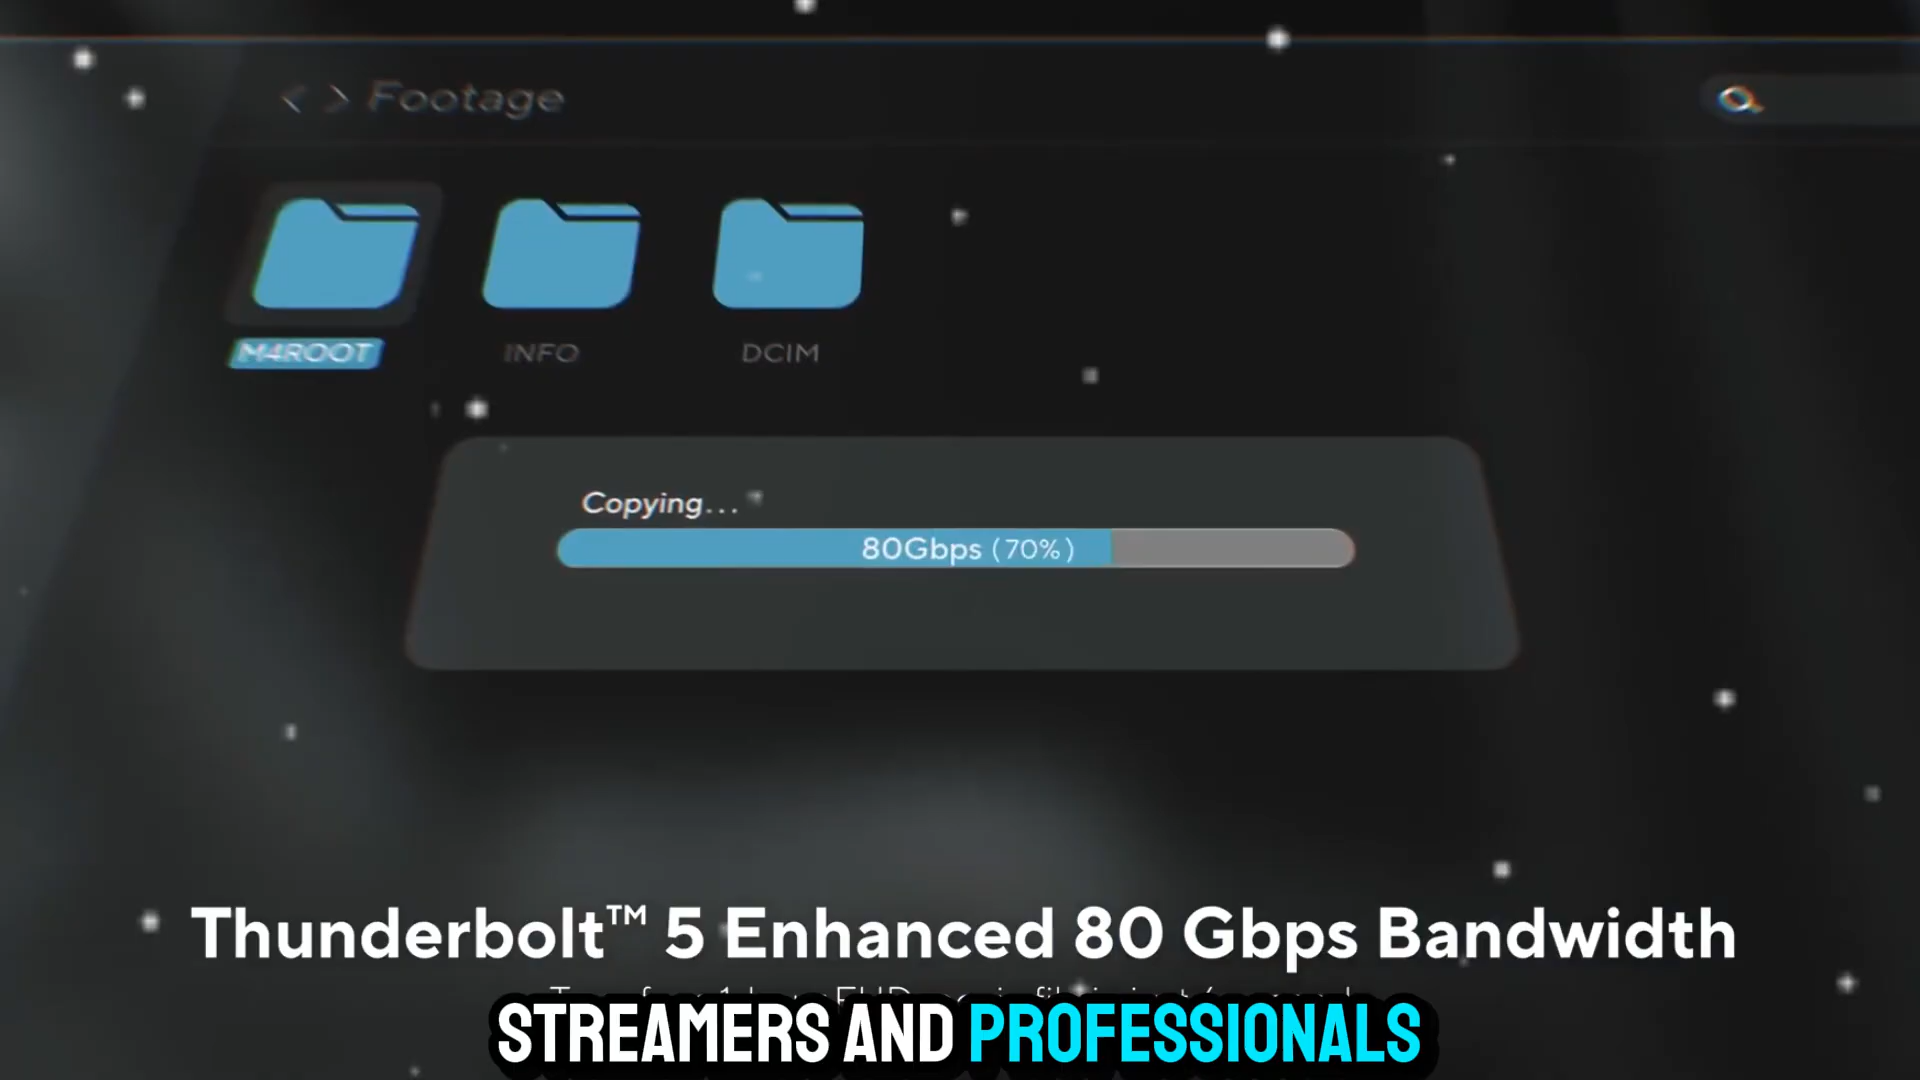 < > Footage
M4ROOT INFO DCIM
Copying...
80Gbps (70%)
Thunderbolt™ 5 Enhanced 80 Gbps Bandwidth
STREAMERS AND PROFESSIONALS